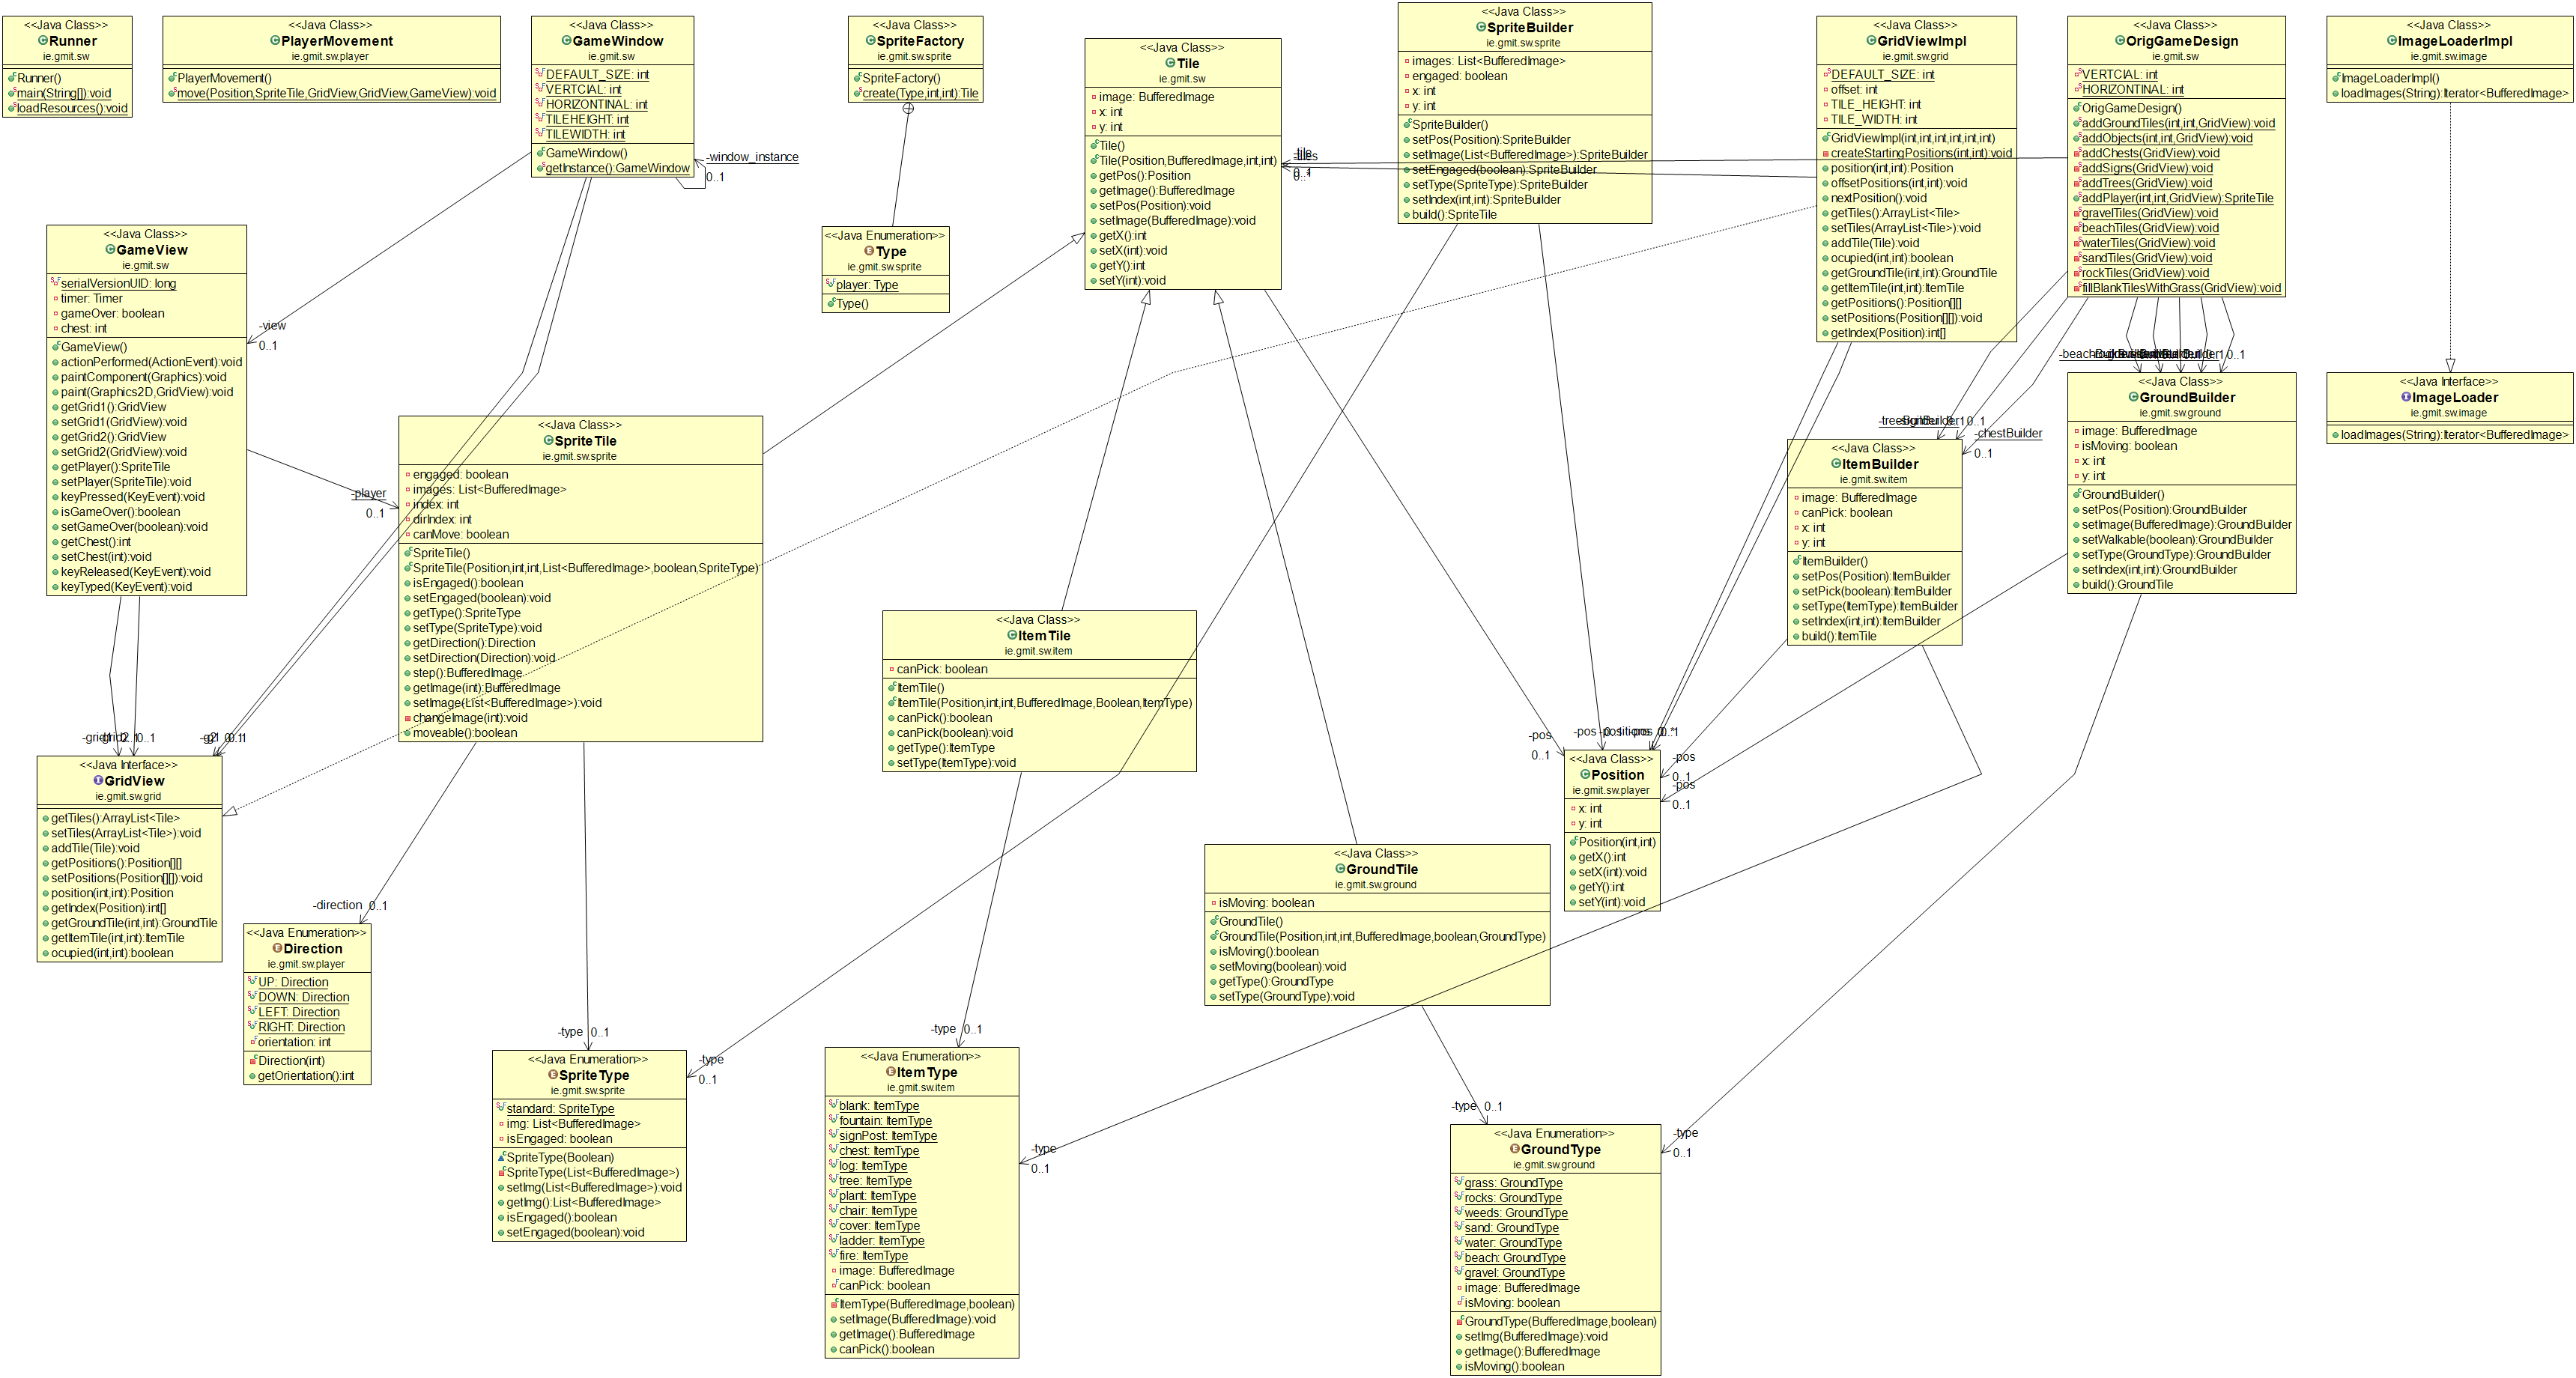 <<Java Class>>
Runner
ie.gmit.sw
Runner()
main(String[]):void
loadResources():void
<<Java Class>>
PlayerMovement
ie.gmit.sw.player
PlayerMovement()
move(Position,SpriteTile,GridView,GridView,GameView):void
<<Java Class>>
GameWindow
ie.gmit.sw
DEFAULT_SIZE: int
VERTCIAL: int
HORIZONTINAL: int
TILEHEIGHT: int
TILEWIDTH: int
GameWindow()
getInstance():GameWindow
-window_instance
0..1
<<Java Class>>
SpriteFactory
ie.gmit.sw.sprite
SpriteFactory()
create(Type,int,int):Tile
<<Java Enumeration>>
Type
ie.gmit.sw.sprite
player: Type
Type()
<<Java Class>>
Tile
ie.gmit.sw
image: BufferedImage
x: int
y: int
Tile()
Tile(Position,BufferedImage,int,int)
getPos():Position
getImage():BufferedImage
setPos(Position):void
setImage(BufferedImage):void
getX():int
setX(int):void
getY():int
setY(int):void
<<Java Class>>
SpriteBuilder
ie.gmit.sw.sprite
images: List<BufferedImage>
engaged: boolean
x: int
y: int
SpriteBuilder()
setPos(Position):SpriteBuilder
setImage(List<BufferedImage>):SpriteBuilder
setEngaged(boolean):SpriteBuilder
setType(SpriteType):SpriteBuilder
setIndex(int,int):SpriteBuilder
build():SpriteTile
<<Java Class>>
GridViewImpl
ie.gmit.sw.grid
DEFAULT_SIZE: int
offset: int
TILE_HEIGHT: int
TILE_WIDTH: int
GridViewImpl(int,int,int,int,int,int)
createStartingPositions(int,int):void
position(int,int):Position
offsetPositions(int,int):void
nextPosition():void
getTiles():ArrayList<Tile>
setTiles(ArrayList<Tile>):void
addTile(Tile):void
ocupied(int,int):boolean
getGroundTile(int,int):GroundTile
getItemTile(int,int):ItemTile
getPositions():Position[][]
setPositions(Position[][]):void
getIndex(Position):int[]
<<Java Class>>
OrigGameDesign
ie.gmit.sw
VERTCIAL: int
HORIZONTINAL: int
OrigGameDesign()
addGroundTiles(int,int,GridView):void
addObjects(int,int,GridView):void
addChests(GridView):void
addSigns(GridView):void
addTrees(GridView):void
addPlayer(int,int,GridView):SpriteTile
gravelTiles(GridView):void
beachTiles(GridView):void
waterTiles(GridView):void
sandTiles(GridView):void
rockTiles(GridView):void
fillBlankTilesWithGrass(GridView):void
<<Java Class>>
ImageLoaderImpl
ie.gmit.sw.image
ImageLoaderImpl()
loadImages(String):Iterator<BufferedImage>
<<Java Interface>>
ImageLoader
ie.gmit.sw.image
loadImages(String):Iterator<BufferedImage>
<<Java Class>>
GameView
ie.gmit.sw
serialVersionUID: long
timer: Timer
gameOver: boolean
chest: int
GameView()
actionPerformed(ActionEvent):void
paintComponent(Graphics):void
paint(Graphics2D,GridView):void
getGrid1():GridView
setGrid1(GridView):void
getGrid2():GridView
setGrid2(GridView):void
getPlayer():SpriteTile
setPlayer(SpriteTile):void
keyPressed(KeyEvent):void
isGameOver():boolean
setGameOver(boolean):void
getChest():int
setChest(int):void
keyReleased(KeyEvent):void
keyTyped(KeyEvent):void
-view
0..1
-player
0..1
<<Java Class>>
SpriteTile
ie.gmit.sw.sprite
engaged: boolean
images: List<BufferedImage>
index: int
dirIndex: int
canMove: boolean
SpriteTile()
SpriteTile(Position,int,int,List<BufferedImage>,boolean,SpriteType)
isEngaged():boolean
setEngaged(boolean):void
getType():SpriteType
setType(SpriteType):void
getDirection():Direction
setDirection(Direction):void
step():BufferedImage
getImage(int):BufferedImage
setImage(List<BufferedImage>):void
changeImage(int):void
moveable():boolean
-chestBuilder
0..1
<<Java Class>>
ItemBuilder
ie.gmit.sw.item
image: BufferedImage
canPick: boolean
x: int
y: int
ItemBuilder()
setPos(Position):ItemBuilder
setPick(boolean):ItemBuilder
setType(ItemType):ItemBuilder
setIndex(int,int):ItemBuilder
build():ItemTile
<<Java Class>>
GroundBuilder
ie.gmit.sw.ground
image: BufferedImage
isMoving: boolean
x: int
y: int
GroundBuilder()
setPos(Position):GroundBuilder
setImage(BufferedImage):GroundBuilder
setWalkable(boolean):GroundBuilder
setType(GroundType):GroundBuilder
setIndex(int,int):GroundBuilder
build():GroundTile
<<Java Class>>
ItemTile
ie.gmit.sw.item
canPick: boolean
ItemTile()
ItemTile(Position,int,int,BufferedImage,Boolean,ItemType)
canPick():boolean
canPick(boolean):void
getType():ItemType
setType(ItemType):void
-pos
0..1
-pos
0..1
-pos
0..1
<<Java Class>>
Position
ie.gmit.sw.player
x: int
y: int
Position(int,int)
getX():int
setX(int):void
getY():int
setY(int):void
<<Java Interface>>
GridView
ie.gmit.sw.grid
getTiles():ArrayList<Tile>
setTiles(ArrayList<Tile>):void
addTile(Tile):void
getPositions():Position[][]
setPositions(Position[][]):void
position(int,int):Position
getIndex(Position):int[]
getGroundTile(int,int):GroundTile
getItemTile(int,int):ItemTile
ocupied(int,int):boolean
<<Java Class>>
GroundTile
ie.gmit.sw.ground
isMoving: boolean
GroundTile()
GroundTile(Position,int,int,BufferedImage,boolean,GroundType)
isMoving():boolean
setMoving(boolean):void
getType():GroundType
setType(GroundType):void
-direction 0..1
<<Java Enumeration>>
Direction
ie.gmit.sw.player
UP: Direction
DOWN: Direction
LEFT: Direction
RIGHT: Direction
orientation: int
Direction(int)
getOrientation():int
-type 0..1
-type
0..1
<<Java Enumeration>>
SpriteType
ie.gmit.sw.sprite
standard: SpriteType
img: List<BufferedImage>
isEngaged: boolean
SpriteType(Boolean)
SpriteType(List<BufferedImage>)
setImg(List<BufferedImage>):void
getImg():List<BufferedImage>
isEngaged():boolean
setEngaged(boolean):void
-type 0..1
-type
0..1
<<Java Enumeration>>
ItemType
ie.gmit.sw.item
blank: ItemType
fountain: ItemType
signPost: ItemType
chest: ItemType
log: ItemType
tree: ItemType
plant: ItemType
chair: ItemType
cover: ItemType
ladder: ItemType
fire: ItemType
image: BufferedImage
canPick: boolean
ItemType(BufferedImage,boolean)
setImage(BufferedImage):void
getImage():BufferedImage
canPick():boolean
-type 0..1
-type
0..1
<<Java Enumeration>>
GroundType
ie.gmit.sw.ground
grass: GroundType
rocks: GroundType
weeds: GroundType
sand: GroundType
water: GroundType
beach: GroundType
gravel: GroundType
image: BufferedImage
isMoving: boolean
GroundType(BufferedImage,boolean)
setImg(BufferedImage):void
getImage():BufferedImage
isMoving():boolean